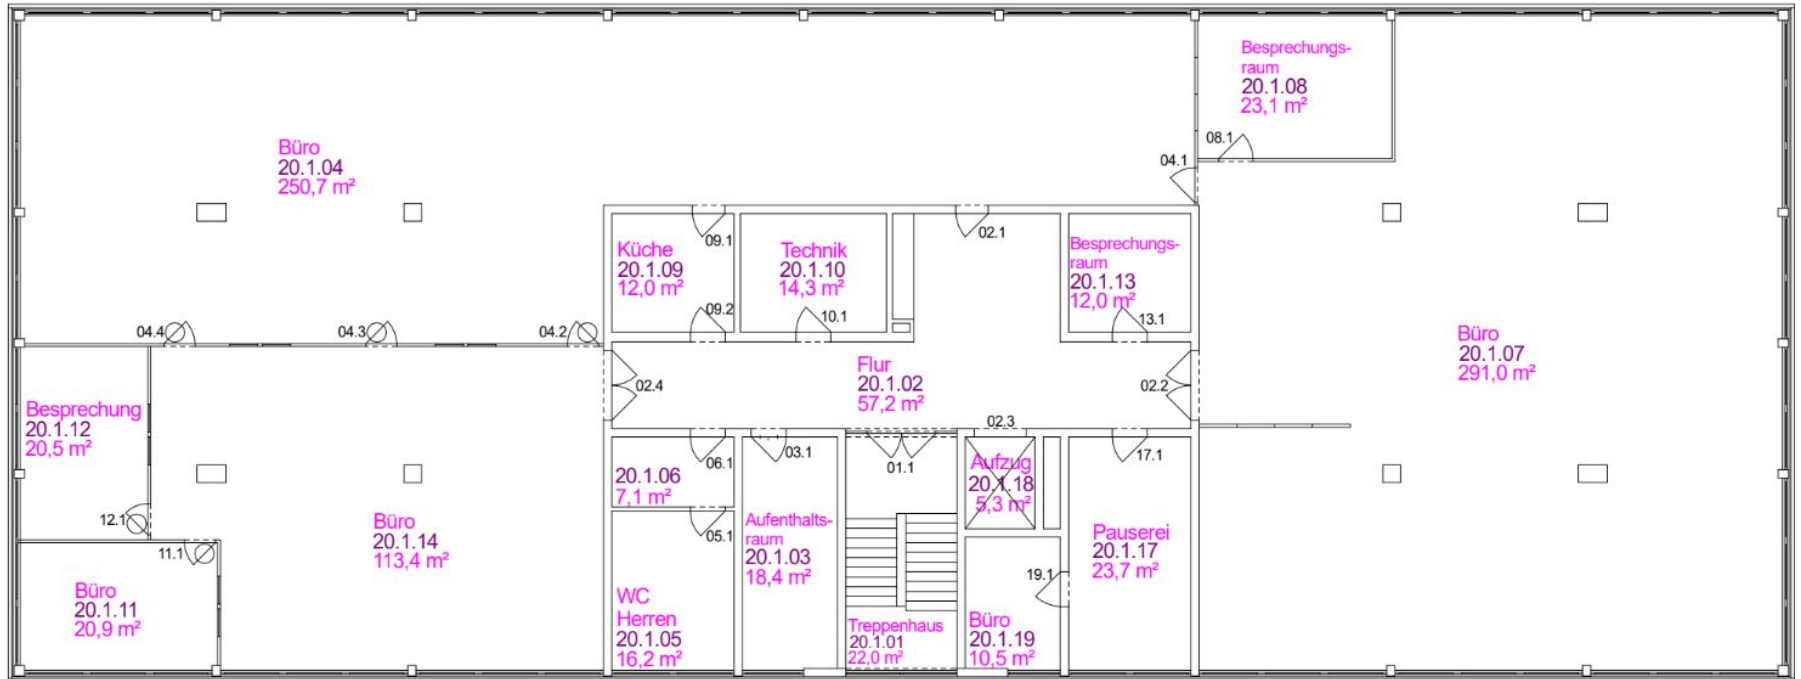 Besprechungs-
raum
20.1.08
23,1 m²
08.1
04.1
Büro
20.1.04
250,7 m²
Küche
20.1.09
12,0 m²
09.1
09.2
Technik
20.1.10
14,3 m²
10.1
02.1
Besprechungs-
raum
20.1.13
12,0 m²
13.1
04.4
04.3
04.2
Büro
20.1.07
291,0 m²
Flur
20.1.02
57,2 m²
02.4
02.2
02.3
Besprechung
20.1.12
20,5 m²
12.1
11.1
Büro
20.1.14
113,4 m²
Büro
20.1.11
20,9 m²
20.1.06
7,1 m²
06.1
05.1
03.1
01.1
Aufzug
20.1.18
5,3 m²
17.1
WC
Herren
20.1.05
16,2 m²
Aufenthalts-
raum
20.1.03
18,4 m²
Treppenhaus
20.1.01
22,0 m²
19.1
Büro
20.1.19
10,5 m²
Pauserei
20.1.17
23,7 m²